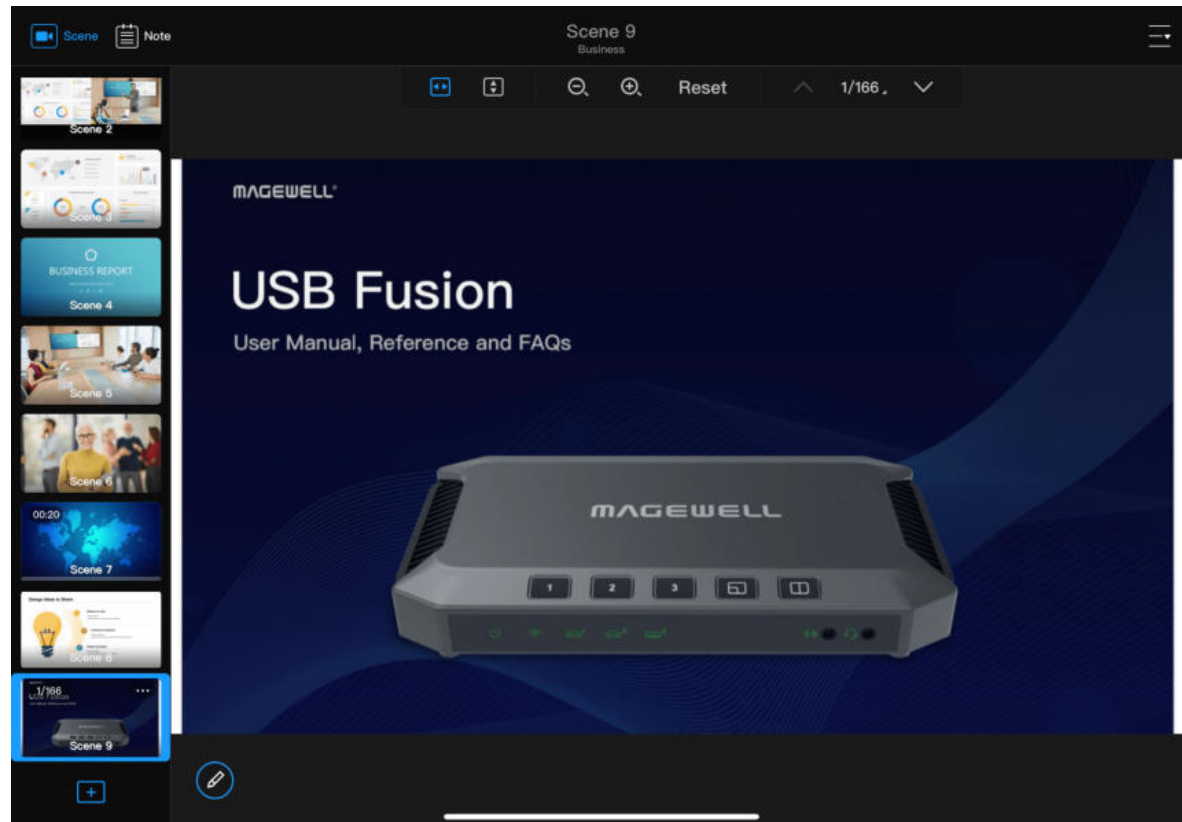 Scene
Note
Scene 9
Business
Reset
1/166
Scene 2
Scene 3
BUSINESS REPORT
Scene 4
Scene 5
Scene 6
00:20
Scene 7
Design Ideas to Share
Scene 8
1/166
USB Fusion
Scene 9
MAGEWELL
USB Fusion
User Manual, Reference and FAQs
MAGEWELL
1 2 3